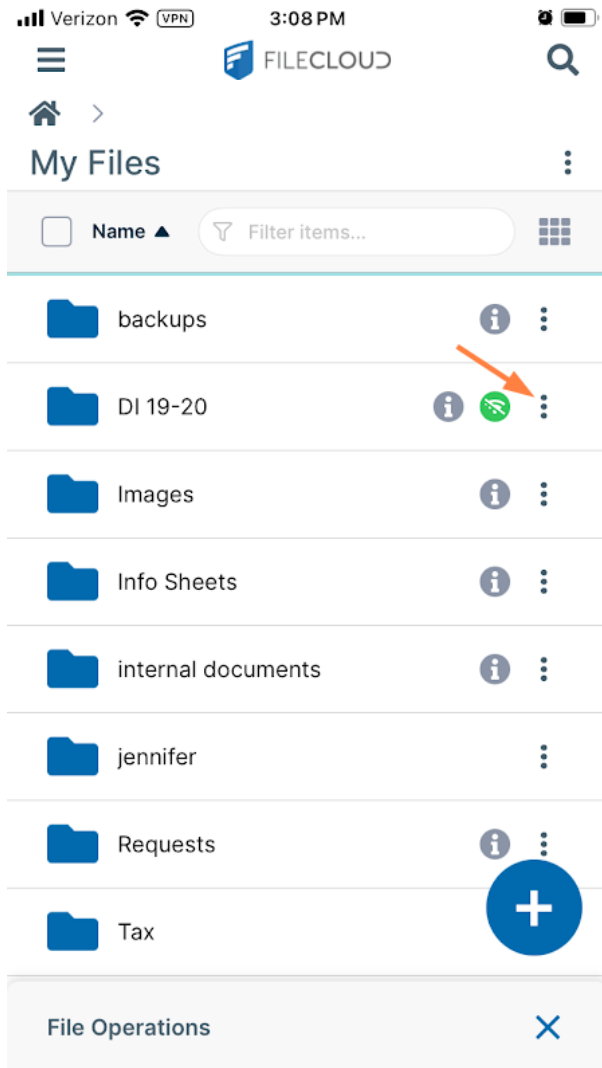 Verizon VPN 3:08 PM
FILECLOUD
My Files
Name Filter items...
backups
DI 19-20
Images
Info Sheets
internal documents
jennifer
Requests
Tax
File Operations